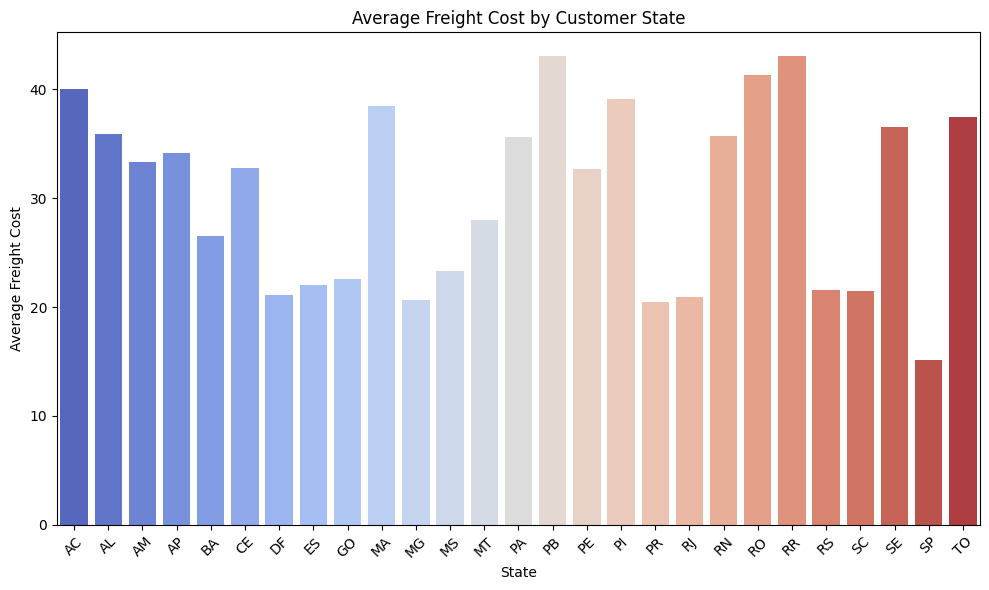 Average Freight Cost by Customer State
Average Freight Cost
40
30
20
10
0
AC AL AM AP BA CE DF ES GO MA MG MS MT PA PB PE PI PR RJ RN RO RR RS SC SE SP TO
State